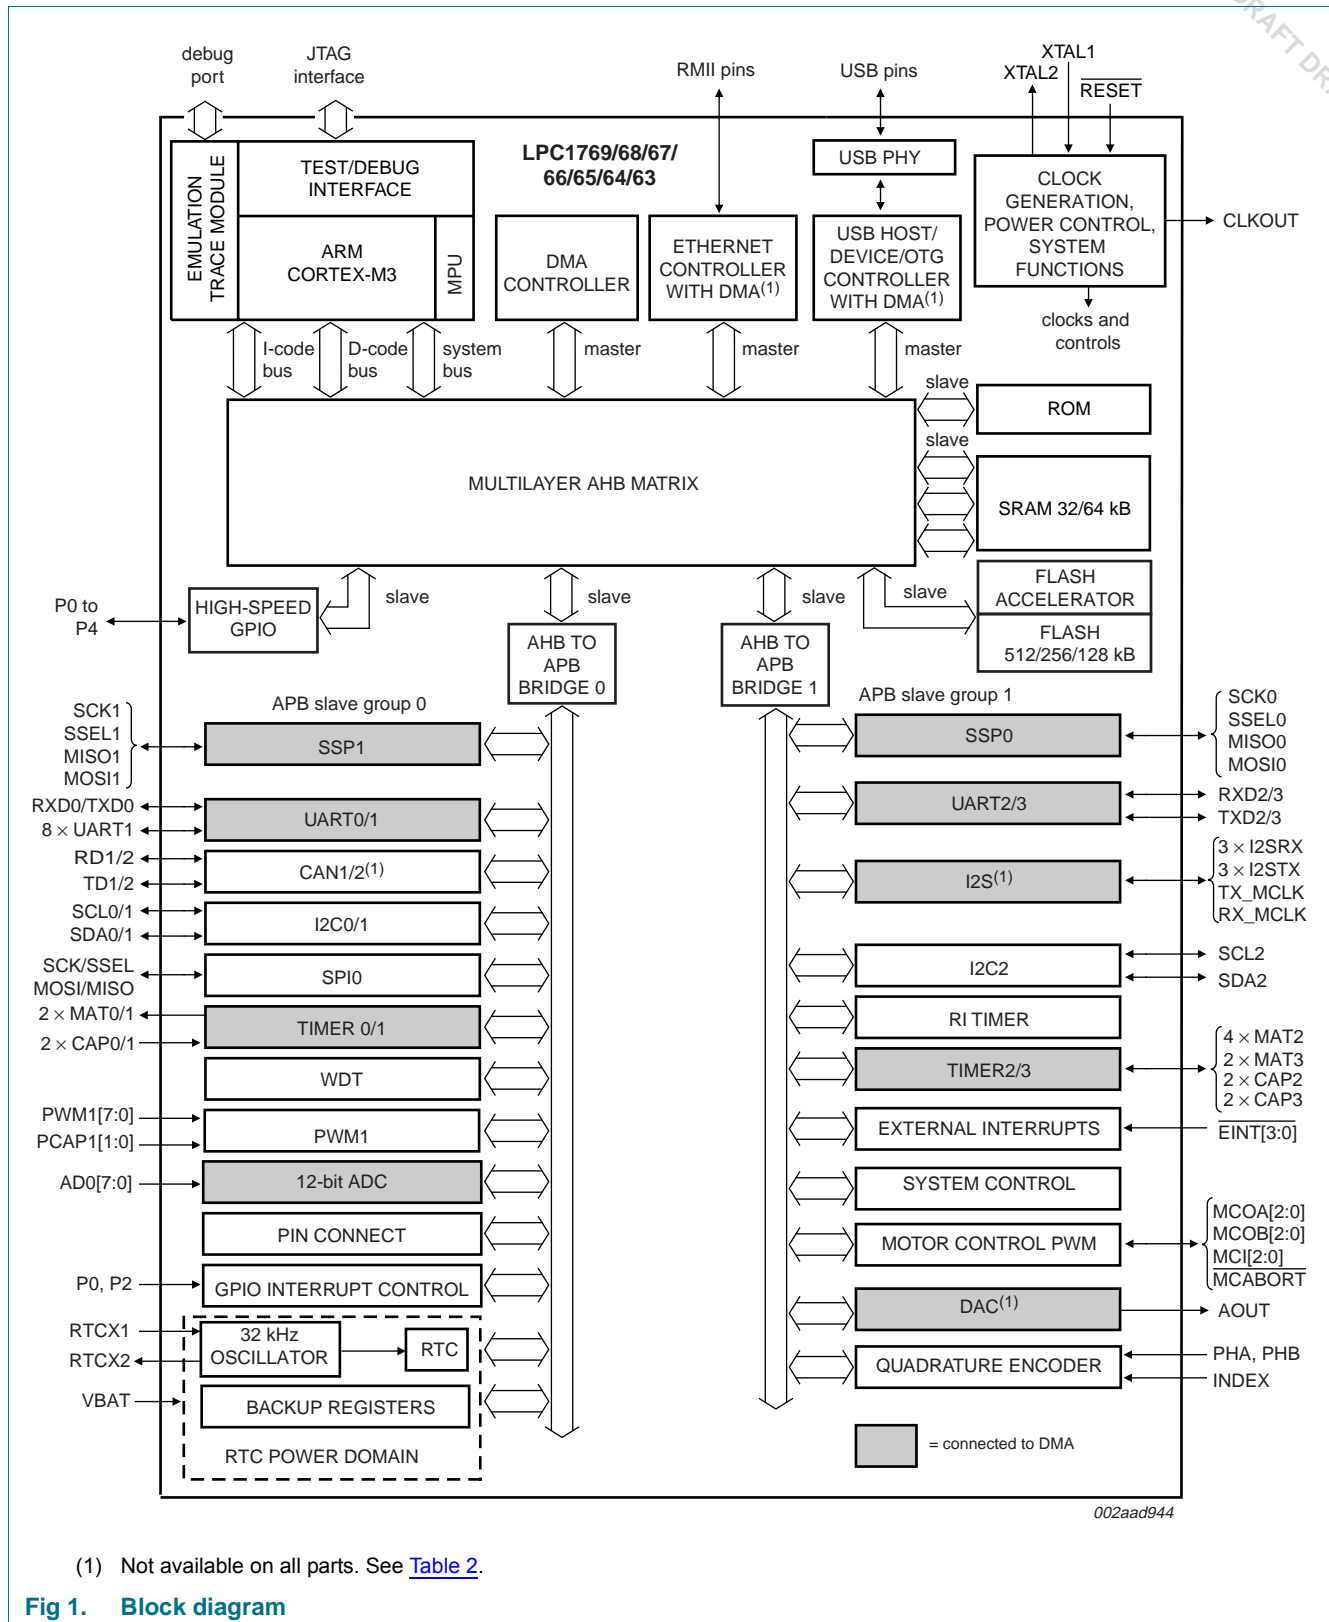 DRAFT DR
debug
port
JTAG
interface
RMII pins
USB pins
XTAL1
XTAL2
RESET
EMULATION
TRACE MODULE
TEST/DEBUG
INTERFACE
ARM
CORTEX-M3
MPU
LPC1769/68/67/
66/65/64/63
DMA
CONTROLLER
ETHERNET
CONTROLLER
WITH DMA(1)
USB PHY
USB HOST/
DEVICE/OTG
CONTROLLER
WITH DMA(1)
CLOCK
GENERATION,
POWER CONTROL,
SYSTEM
FUNCTIONS
CLKOUT
clocks and
controls
I-code
bus
D-code
bus
system
bus
master
master
master
slave
ROM
slave
SRAM 32/64 kB
MULTILAYER AHB MATRIX
FLASH
ACCELERATOR
FLASH
512/256/128 kB
P0 to
P4
HIGH-SPEED
GPIO
slave
slave
slave
slave
AHB TO
APB
BRIDGE 0
AHB TO
APB
BRIDGE 1
APB slave group 0
APB slave group 1
SCK1
SSEL1
MISO1
MOSI1
SSP1
RXD0/TXD0
8 × UART1
UART0/1
RD1/2
TD1/2
CAN1/2(1)
SCL0/1
SDA0/1
I2C0/1
SCK/SSEL
MOSI/MISO
SPI0
2 × MAT0/1
2 × CAP0/1
TIMER 0/1
WDT
PWM1[7:0]
PCAP1[1:0]
PWM1
AD0[7:0]
12-bit ADC
PIN CONNECT
P0, P2
GPIO INTERRUPT CONTROL
RTCX1
RTCX2
32 kHz
OSCILLATOR
RTC
VBAT
BACKUP REGISTERS
RTC POWER DOMAIN
SSP0
SCK0
SSEL0
MISO0
MOSI0
UART2/3
RXD2/3
TXD2/3
I2S(1)
3 × I2SRX
3 × I2STX
TX_MCLK
RX_MCLK
I2C2
SCL2
SDA2
RI TIMER
TIMER2/3
4 × MAT2
2 × MAT3
2 × CAP2
2 × CAP3
EXTERNAL INTERRUPTS
EINT[3:0]
SYSTEM CONTROL
MOTOR CONTROL PWM
MCOA[2:0]
MCOB[2:0]
MCI[2:0]
MCABORT
DAC(1)
AOUT
QUADRATURE ENCODER
PHA, PHB
INDEX
= connected to DMA
002aad944
(1) Not available on all parts. See Table 2.
Fig 1. Block diagram